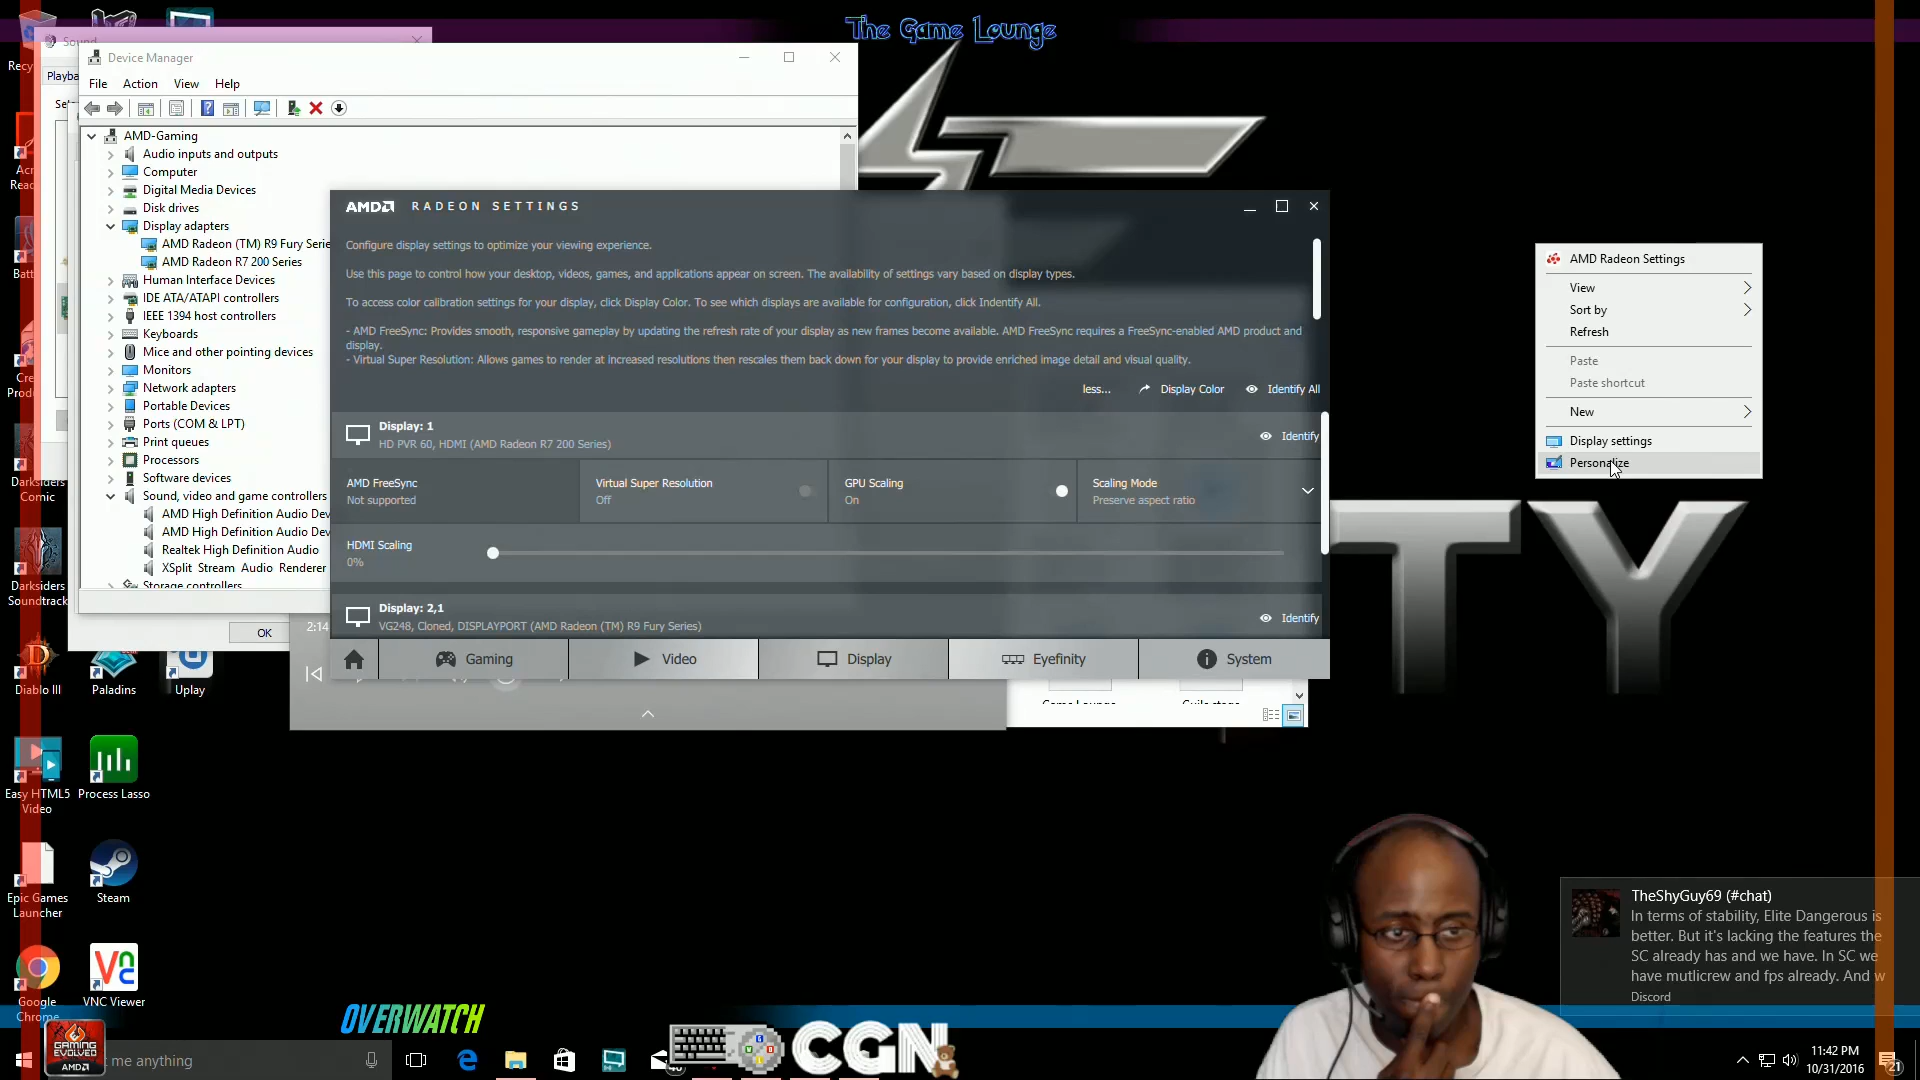 The Game Lounge
Sound
Device Manager
File Action View Help
AMD-Gaming
Audio inputs and outputs
Computer
Digital Media Devices
Disk drives
Display adapters
AMD Radeon (TM) R9 Fury Serie
AMD Radeon R7 200 Series
Human Interface Devices
IDE ATA/ATAPI controllers
IEEE 1394 host controllers
Keyboards
Mice and other pointing devices
Monitors
Network adapters
Portable Devices
Ports (COM & LPT)
Print queues
Processors
Software devices
Sound, video and game controllers
AMD High Definition Audio Dev
AMD High Definition Audio Dev
Realtek High Definition Audio
XSplit Stream Audio Renderer
Storage controllers
OK
2:14
AMD RADEON SETTINGS
Configure display settings to optimize your viewing experience.
Use this page to control how your desktop, videos, games, and applications appear on screen. The availability of settings vary based on display types.
To access color calibration settings for your display, click Display Color. To see which displays are available for configuration, click Indentify All.
- AMD FreeSync: Provides smooth, responsive gameplay by updating the refresh rate of your display as new frames become available. AMD FreeSync requires a FreeSync-enabled AMD product and
display.
- Virtual Super Resolution: Allows games to render at increased resolutions then rescales them back down for your display to provide enriched image detail and visual quality.
less... Display Color Identify All
Display: 1
HD PVR 60, HDMI (AMD Radeon R7 200 Series)
Identify
AMD FreeSync
Not supported
Virtual Super Resolution
Off
GPU Scaling
On
Scaling Mode
Preserve aspect ratio
HDMI Scaling
0%
Display: 2,1
VG248, Cloned, DISPLAYPORT (AMD Radeon (TM) R9 Fury Series)
Identify
Gaming Video Display Eyefinity System
AMD Radeon Settings
View
Sort by
Refresh
Paste
Paste shortcut
New
Display settings
Personalize
TY
Darksiders
Comic
Darksiders
Soundtrack
Diablo III
Paladins
Uplay
Easy HTML5
Video
Process Lasso
Epic Games
Launcher
Steam
Google
Chrome
VNC Viewer
OVERWATCH
CGN
GAMING
EVOLVED
AMD
me anything
TheShyGuy69 (#chat)
In terms of stability, Elite Dangerous is
better. But it's lacking the features the
SC already has and we have. In SC we
have mutlicrew and fps already. And w
Discord
11:42 PM
10/31/2016
21